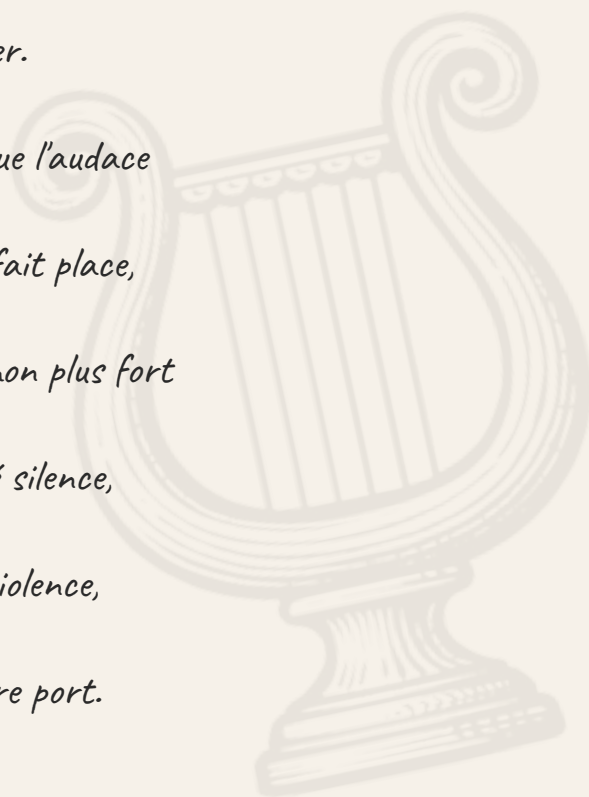 er.
ue l'audace
fait place,
non plus fort
silence,
iolence,
re port.